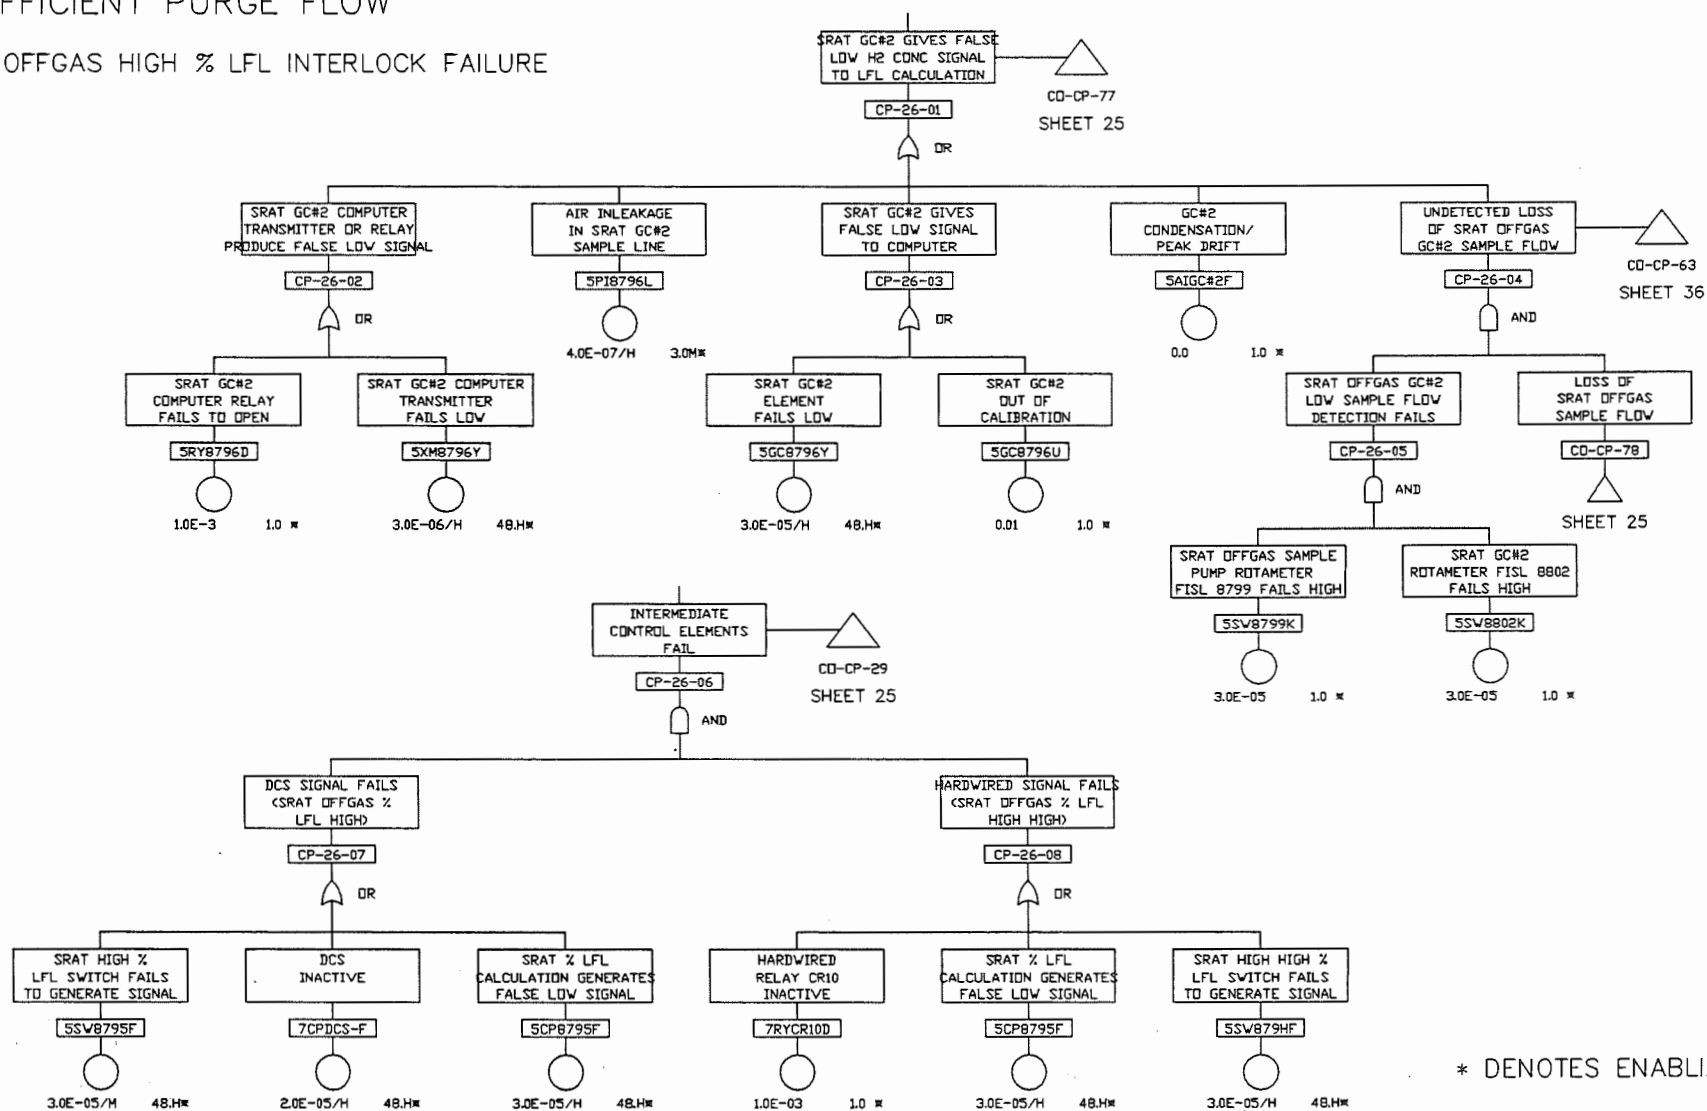 FFICIENT PURGE FLOW
OFFGAS HIGH % LFL INTERLOCK FAILURE
SRAT GC#2 GIVES FALSE
LOW H2 CONC SIGNAL
TO LFL CALCULATION
CP-26-01
CO-CP-77
SHEET 25
OR
SRAT GC#2 COMPUTER
TRANSMITTER OR RELAY
PRODUCE FALSE LOW SIGNAL
CP-26-02
OR
AIR INLEAKAGE
IN SRAT GC#2
SAMPLE LINE
5PI8796L
4.0E-07/H 3.0M*
SRAT GC#2 GIVES
FALSE LOW SIGNAL
TO COMPUTER
CP-26-03
OR
GC#2
CONDENSATION/
PEAK DRIFT
5AIGC#2F
0.0 1.0 *
UNDETECTED LOSS
OF SRAT OFFGAS
GC#2 SAMPLE FLOW
CP-26-04
AND
CO-CP-63
SHEET 36
SRAT GC#2
COMPUTER RELAY
FAILS TO OPEN
5RY8796D
1.0E-3 1.0 *
SRAT GC#2 COMPUTER
TRANSMITTER
FAILS LOW
5XM8796Y
3.0E-06/H 48.H*
SRAT GC#2
ELEMENT
FAILS LOW
5GC8796Y
3.0E-05/H 48.H*
SRAT GC#2
OUT OF
CALIBRATION
5GC8796U
0.01 1.0 *
SRAT OFFGAS GC#2
LOW SAMPLE FLOW
DETECTION FAILS
CP-26-05
AND
LOSS OF
SRAT OFFGAS
SAMPLE FLOW
CO-CP-78
SHEET 25
SRAT OFFGAS SAMPLE
PUMP ROTAMETER
FISL 8799 FAILS HIGH
5SW8799K
3.0E-05 1.0 *
SRAT GC#2
ROTAMETER FISL 8802
FAILS HIGH
5SW8802K
3.0E-05 1.0 *
INTERMEDIATE
CONTROL ELEMENTS
FAIL
CP-26-06
CO-CP-29
SHEET 25
AND
DCS SIGNAL FAILS
(SRAT OFFGAS %
LFL HIGH)
CP-26-07
OR
HARDWIRED SIGNAL FAILS
(SRAT OFFGAS % LFL
HIGH HIGH)
CP-26-08
OR
SRAT HIGH %
LFL SWITCH FAILS
TO GENERATE SIGNAL
5SW8795F
3.0E-05/H 48.H*
DCS
INACTIVE
7CPDCS-F
2.0E-05/H 48.H*
SRAT % LFL
CALCULATION GENERATES
FALSE LOW SIGNAL
5CP8795F
3.0E-05/H 48.H*
HARDWIRED
RELAY CR10
INACTIVE
7RYCR10D
1.0E-03 1.0 *
SRAT % LFL
CALCULATION GENERATES
FALSE LOW SIGNAL
5CP8795F
3.0E-05/H 48.H*
SRAT HIGH HIGH %
LFL SWITCH FAILS
TO GENERATE SIGNAL
5SW879HF
3.0E-05/H 48.H*
* DENOTES ENABLI